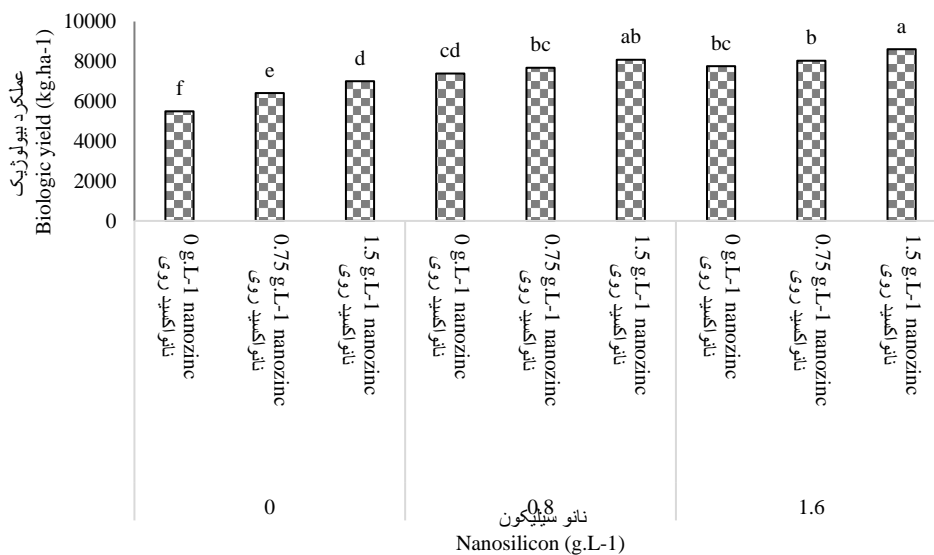 10000
8000
6000
4000
2000
0
عملکرد بیولوژیک
Biologic yield (kg.ha-1)
f
e
d
cd
bc
ab
bc
b
a
0 g.L-1 nanozinc
نانواکسید روی
0.75 g.L-1 nanozinc
نانواکسید روی
1.5 g.L-1 nanozinc
نانواکسید روی
0 g.L-1 nanozinc
نانواکسید روی
0.75 g.L-1 nanozinc
نانواکسید روی
1.5 g.L-1 nanozinc
نانواکسید روی
0 g.L-1 nanozinc
نانواکسید روی
0.75 g.L-1 nanozinc
نانواکسید روی
1.5 g.L-1 nanozinc
نانواکسید روی
0
0.8
1.6
نانو سیلیکون
Nanosilicon (g.L-1)